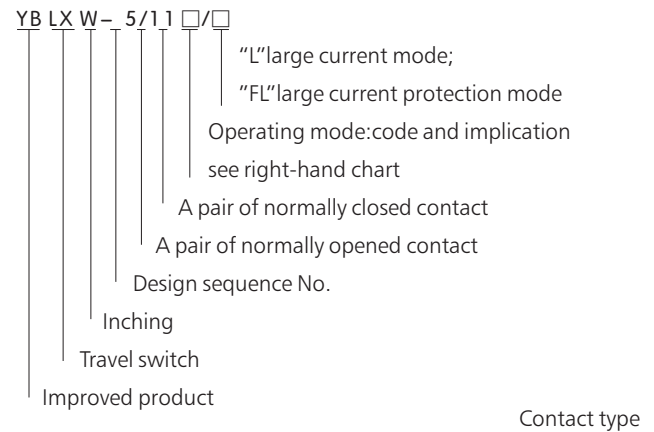 YB LX W– 5/11 □/□
“L”large current mode;
“FL”large current protection mode
Operating mode:code and implication
see right-hand chart
A pair of normally closed contact
A pair of normally opened contact
Design sequence No.
Inching
Travel switch
Improved product
Contact type